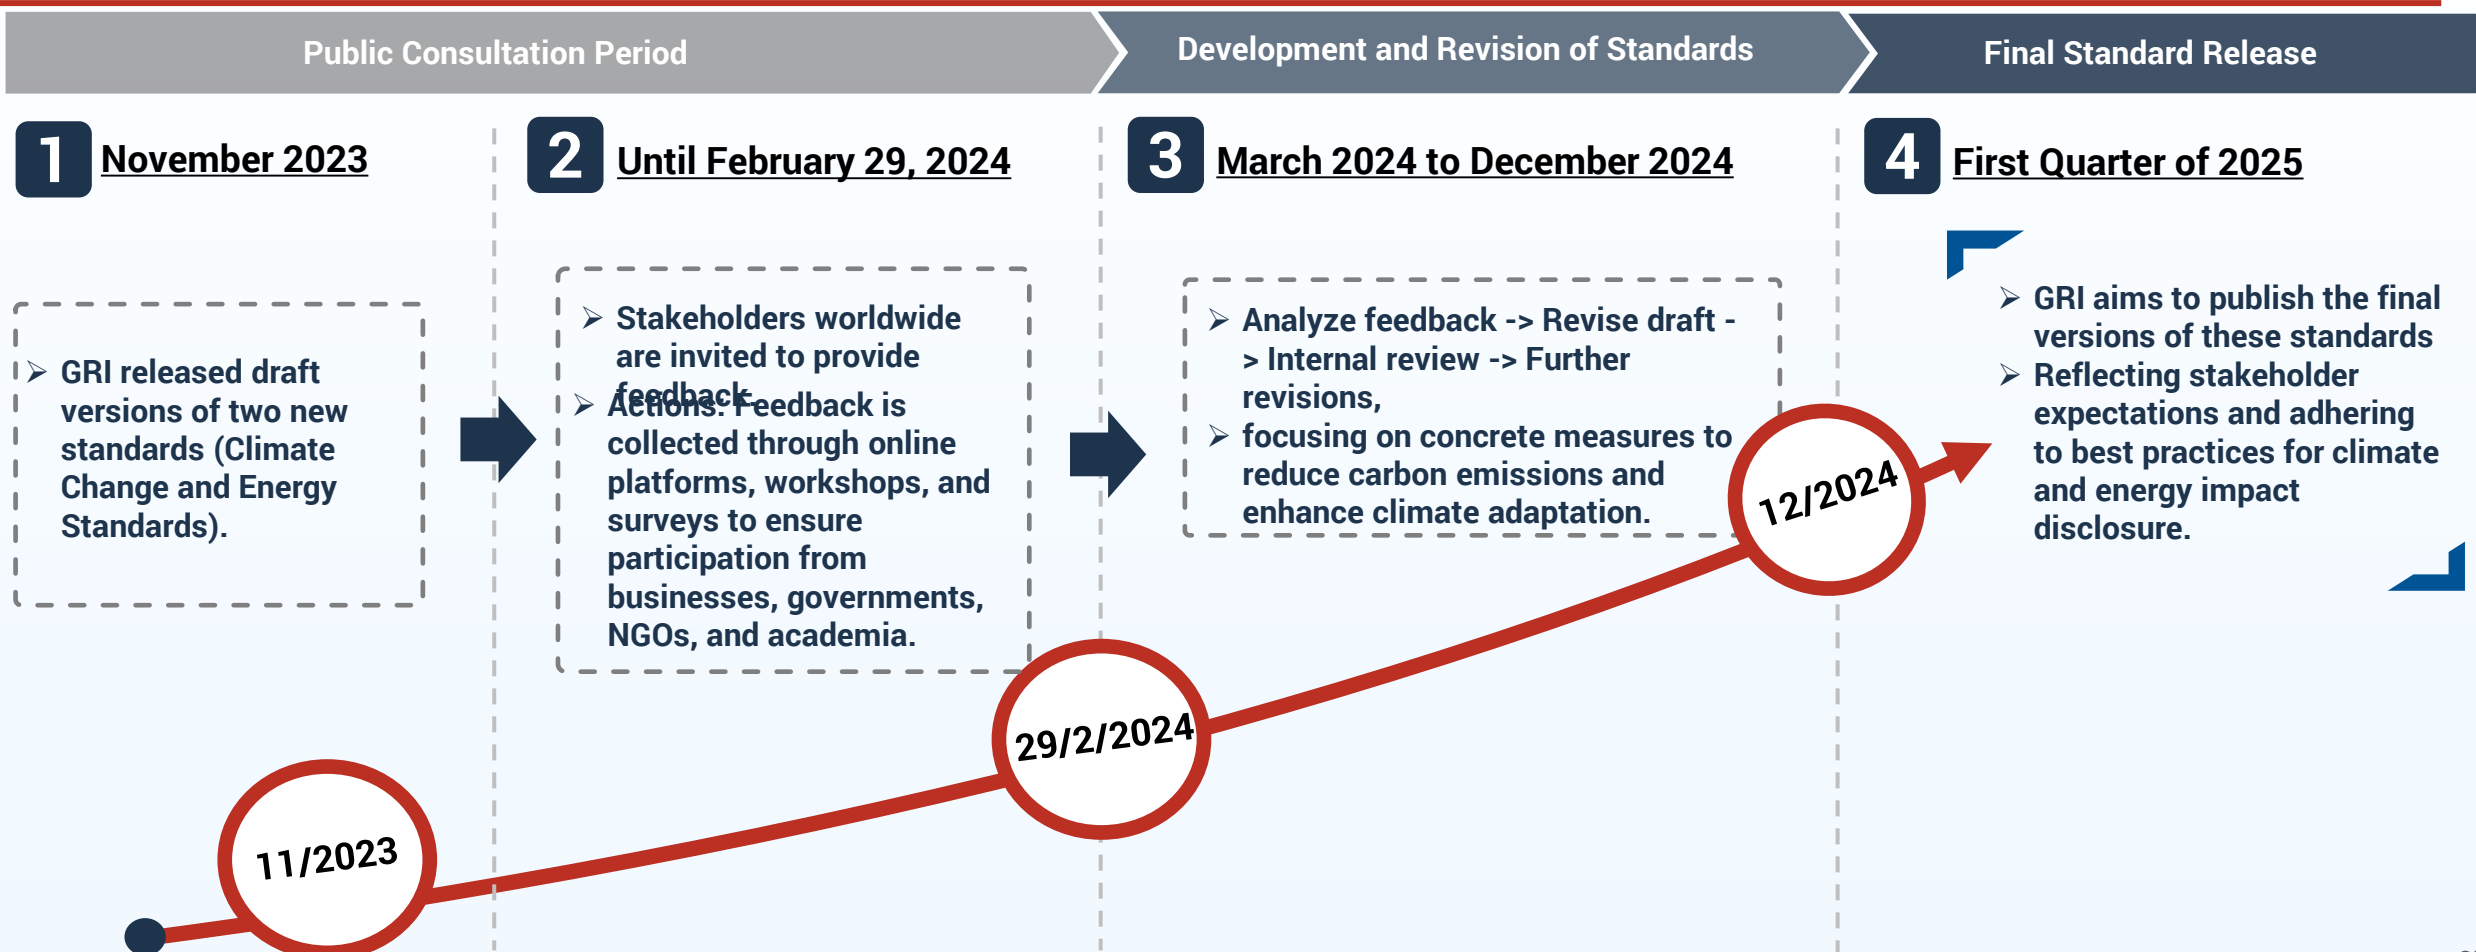 Public Consultation Period
Development and Revision of Standards
Final Standard Release
1 November 2023
2 Until February 29, 2024
3 March 2024 to December 2024
4 First Quarter of 2025
➢ GRI released draft
versions of two new
standards (Climate
Change and Energy
Standards).
➢ Stakeholders worldwide
are invited to provide
feedback.
➢ Actions: Feedback is
collected through online
platforms, workshops, and
surveys to ensure
participation from
businesses, governments,
NGOs, and academia.
➢ Analyze feedback -> Revise draft -
> Internal review -> Further
revisions,
➢ focusing on concrete measures to
reduce carbon emissions and
enhance climate adaptation.
➢ GRI aims to publish the final
versions of these standards
➢ Reflecting stakeholder
expectations and adhering
to best practices for climate
and energy impact
disclosure.
11/2023
29/2/2024
12/2024